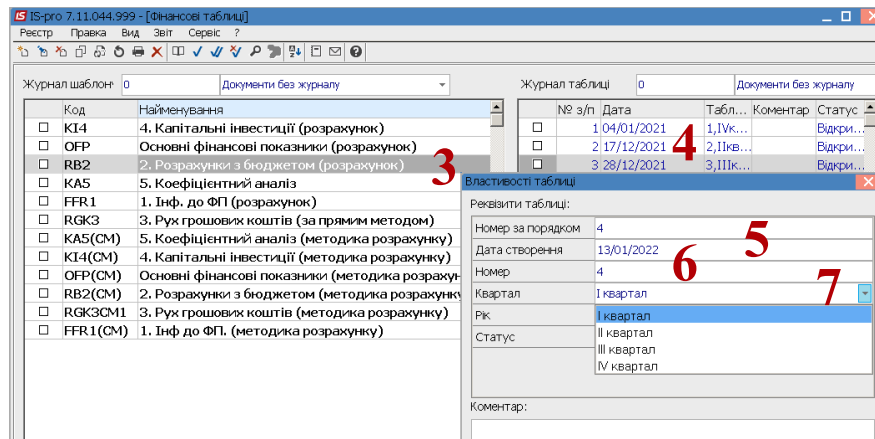 IS-pro 7.11.044.999 - [Фінансові таблиці]
Реєстр Правка Вид Звіт Сервіс ?
Журнал шаблон 0 Документи без журналу Журнал таблиці 0 Документи без журналу
Код Найменування № з/п Дата Табл... Коментар Статус
KI4 4. Капітальні інвестиції (розрахунок) 1 04/01/2021 1,IVк... Відкри...
OFP Основні фінансові показники (розрахунок) 2 17/12/2021 2,IIкв... Відкри...
4
RB2 2. Розрахунки з бюджетом (розрахунок) 3 28/12/2021 3,IIIк... Відкри...
3
KA5 5. Коефіцієнтний аналіз
FFR1 1. Інф. до ФП (розрахунок)
RGK3 3. Рух грошових коштів (за прямим методом)
KA5(CM) 5. Коефіцієнтний аналіз (методика розрахунку)
KI4(CM) 4. Капітальні інвестиції (методика розрахунку)
OFP(CM) Основні фінансові показники (методика розрахун
RB2(CM) 2. Розрахунки з бюджетом (методика розрахунку
RGK3CM1 3. Рух грошових коштів (методика розрахунку)
FFR1(CM) 1. Інф до ФП. (методика розрахунку)
Властивості таблиці
Реквізити таблиці:
Номер за порядком 4
5
Дата створення 13/01/2022
6
Номер 4
Квартал I квартал
7
Рік I квартал
II квартал
Статус
III квартал
IV квартал
Коментар: